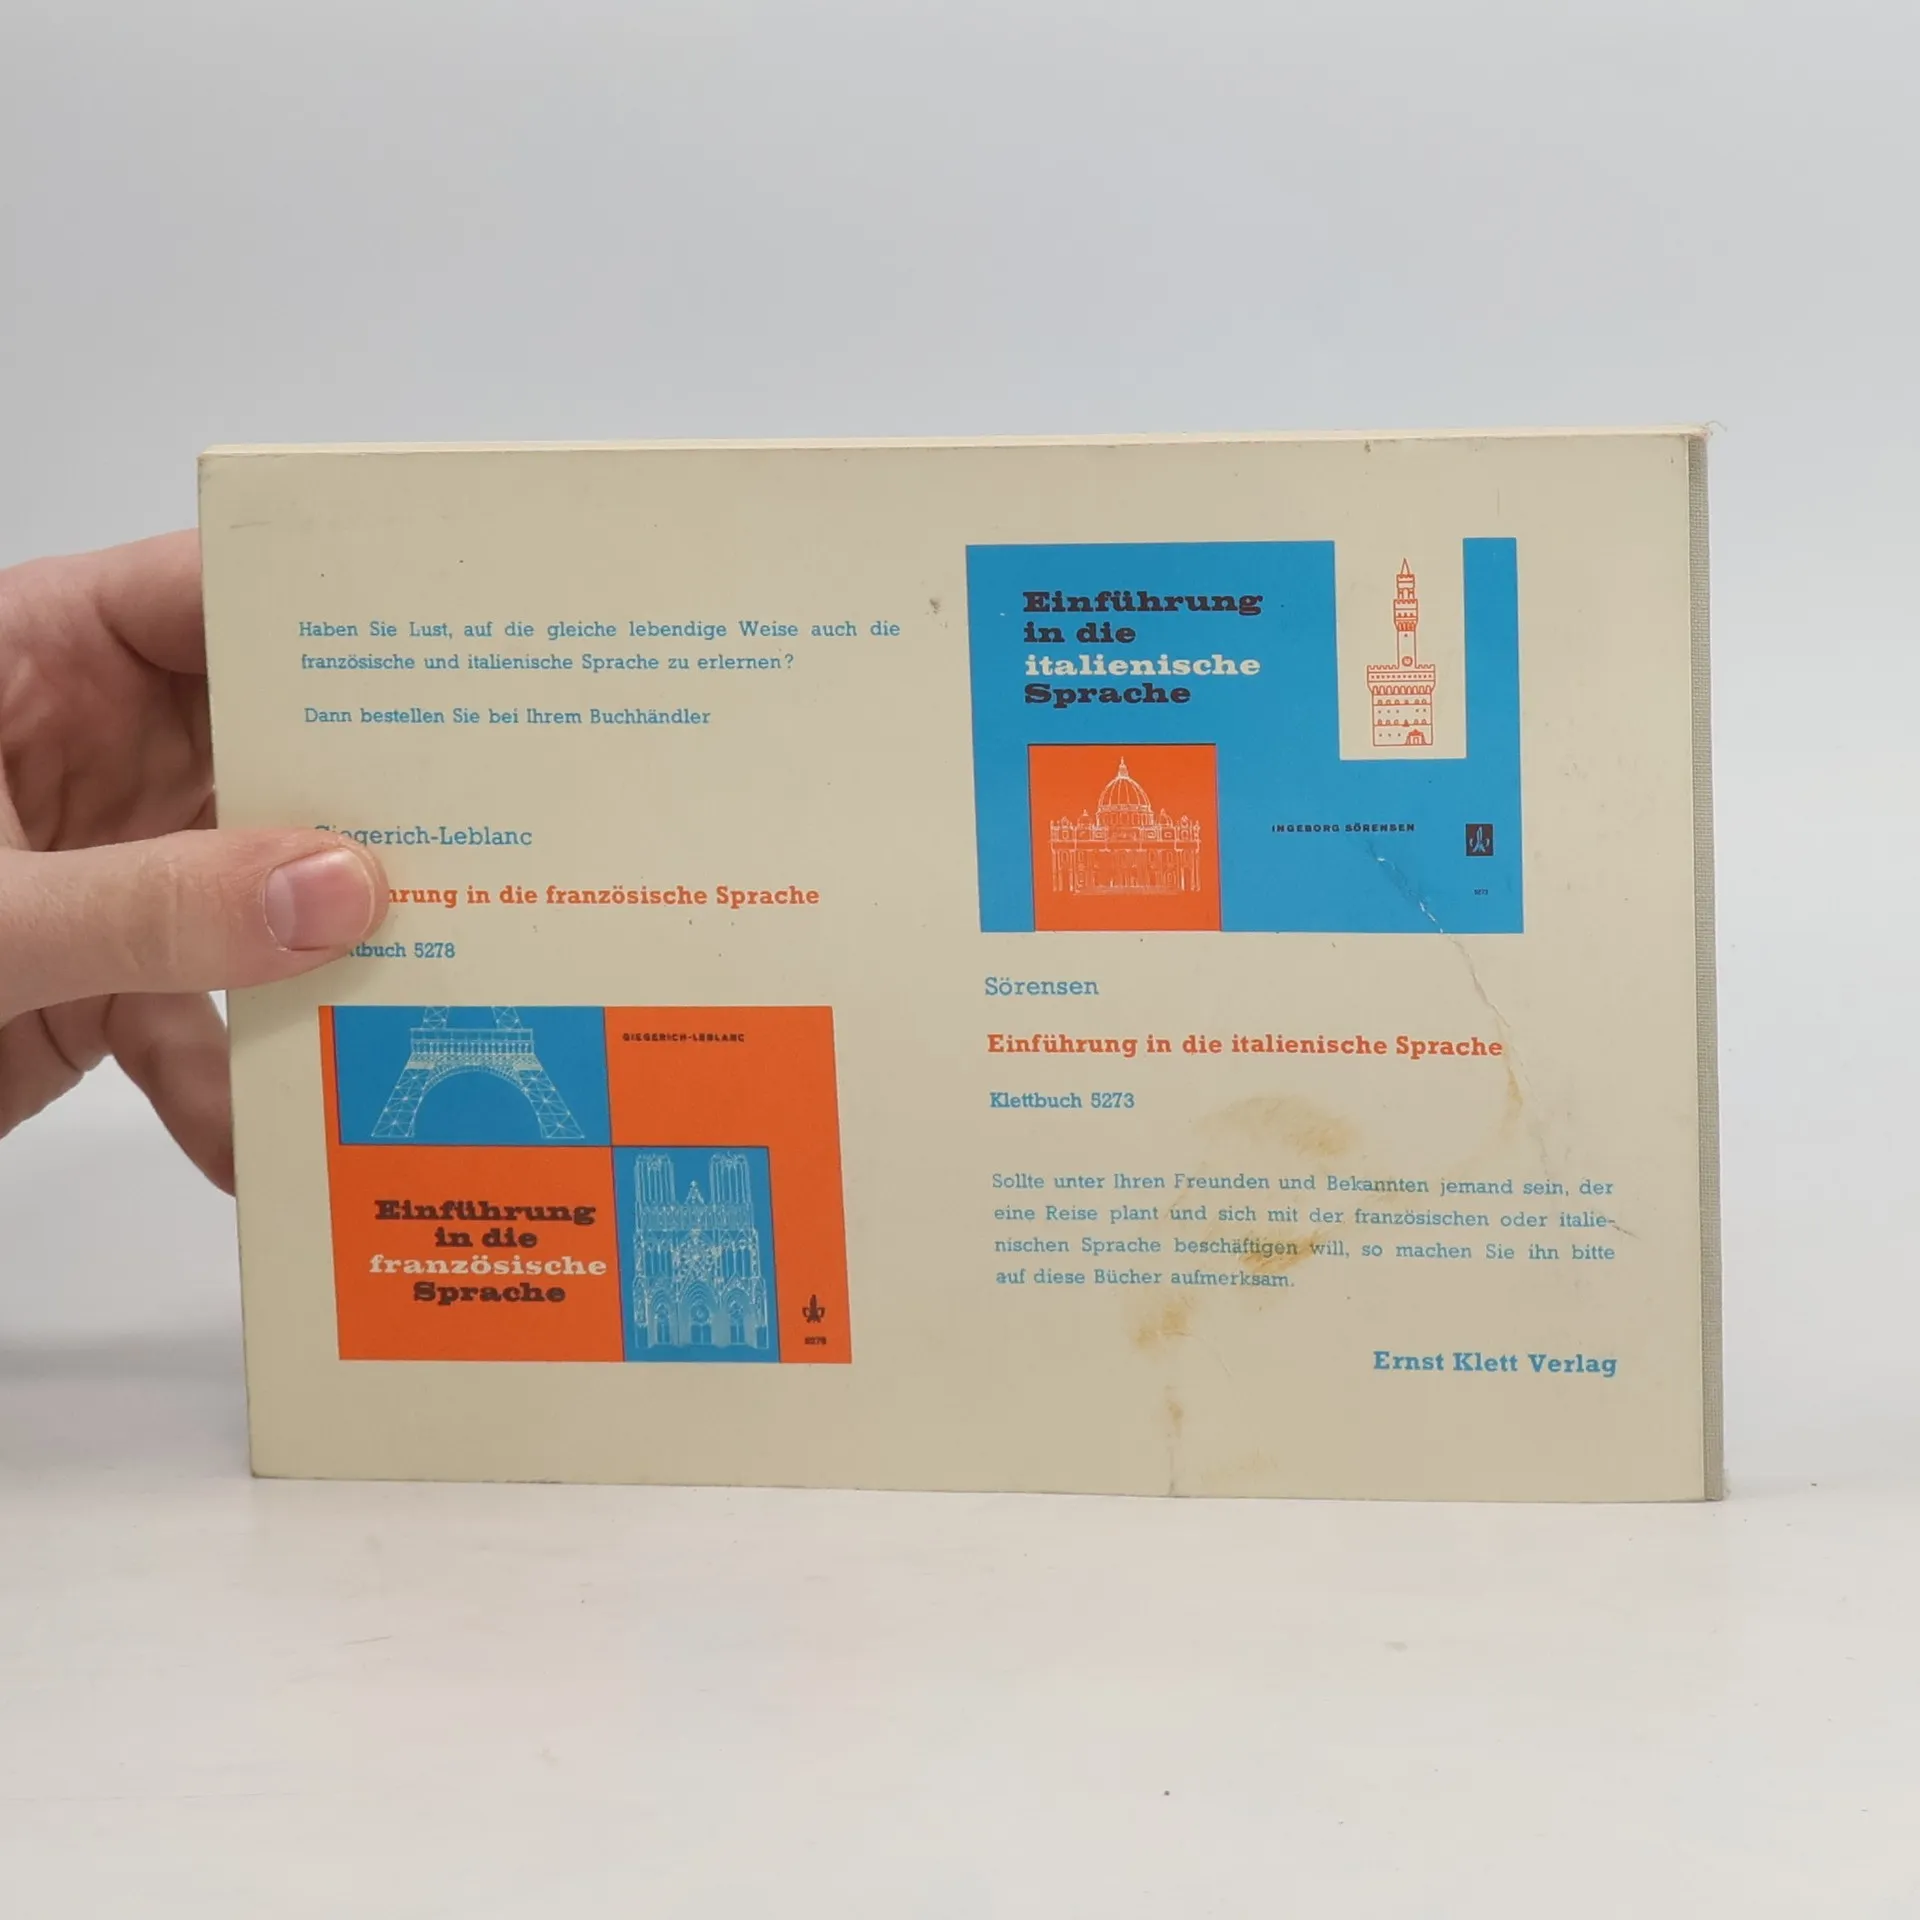 Haben Sie Lust, auf die gleiche lebendige Weise auch die
französische und italienische Sprache zu erlernen?
Dann bestellen Sie bei Ihrem Buchhändler
Giegerich-Leblanc
in die französische Sprache
5278
GIEGERICH-LEBLANC
Einführung
in die
französische
Sprache
5278
Einführung
in die
italienische
Sprache
INGEBORG SÖRENSEN
5273
Sörensen
Einführung in die italienische Sprache
Klettbuch 5273
Sollte unter Ihren Freunden und Bekannten jemand sein, der
eine Reise plant und sich mit der französischen oder italie-
nischen Sprache beschäftigen will, so machen Sie ihn bitte
auf diese Bücher aufmerksam.
Ernst Klett Verlag